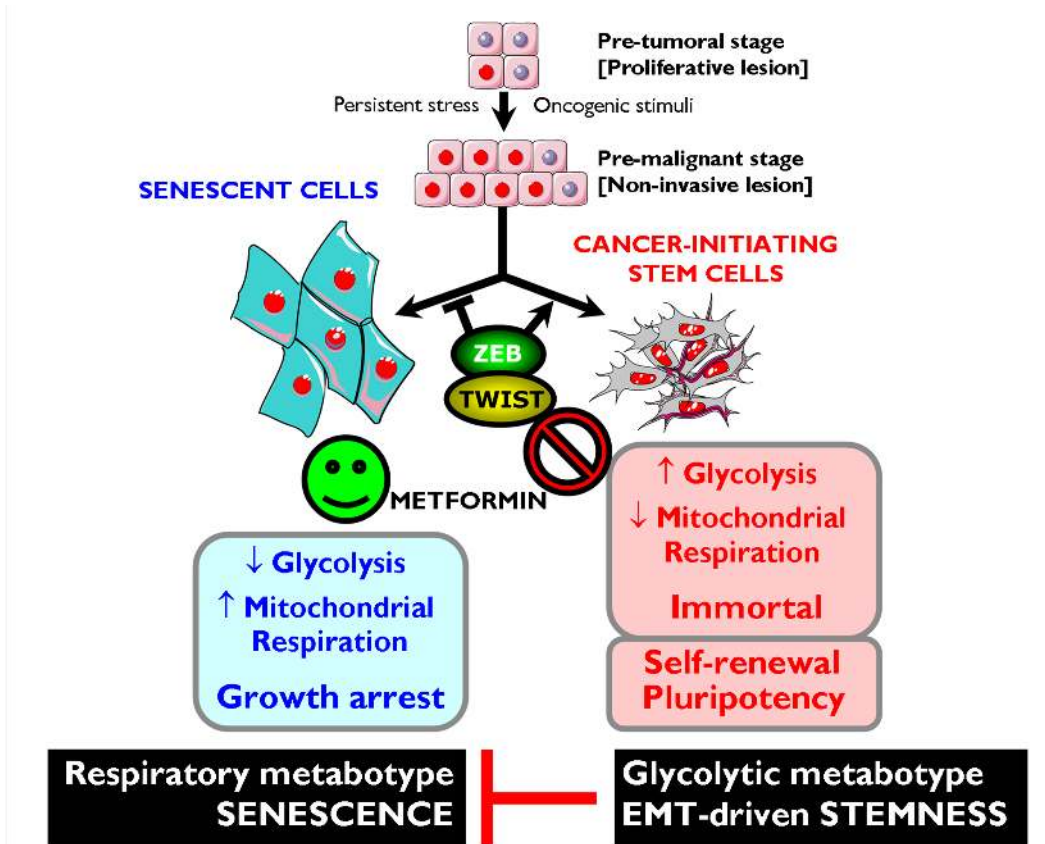 Pre-tumoral stage
[Proliferative lesion]
Persistent stress
Oncogenic stimuli
Pre-malignant stage
[Non-invasive lesion]
SENESCENT CELLS
CANCER-INITIATING
STEM CELLS
ZEB
TWIST
METFORMIN
↓ Glycolysis
↑ Mitochondrial
Respiration
Growth arrest
↑ Glycolysis
↓ Mitochondrial
Respiration
Immortal
Self-renewal
Pluripotency
Respiratory metabotype
SENESCENCE
Glycolytic metabotype
EMT-driven STEMNESS